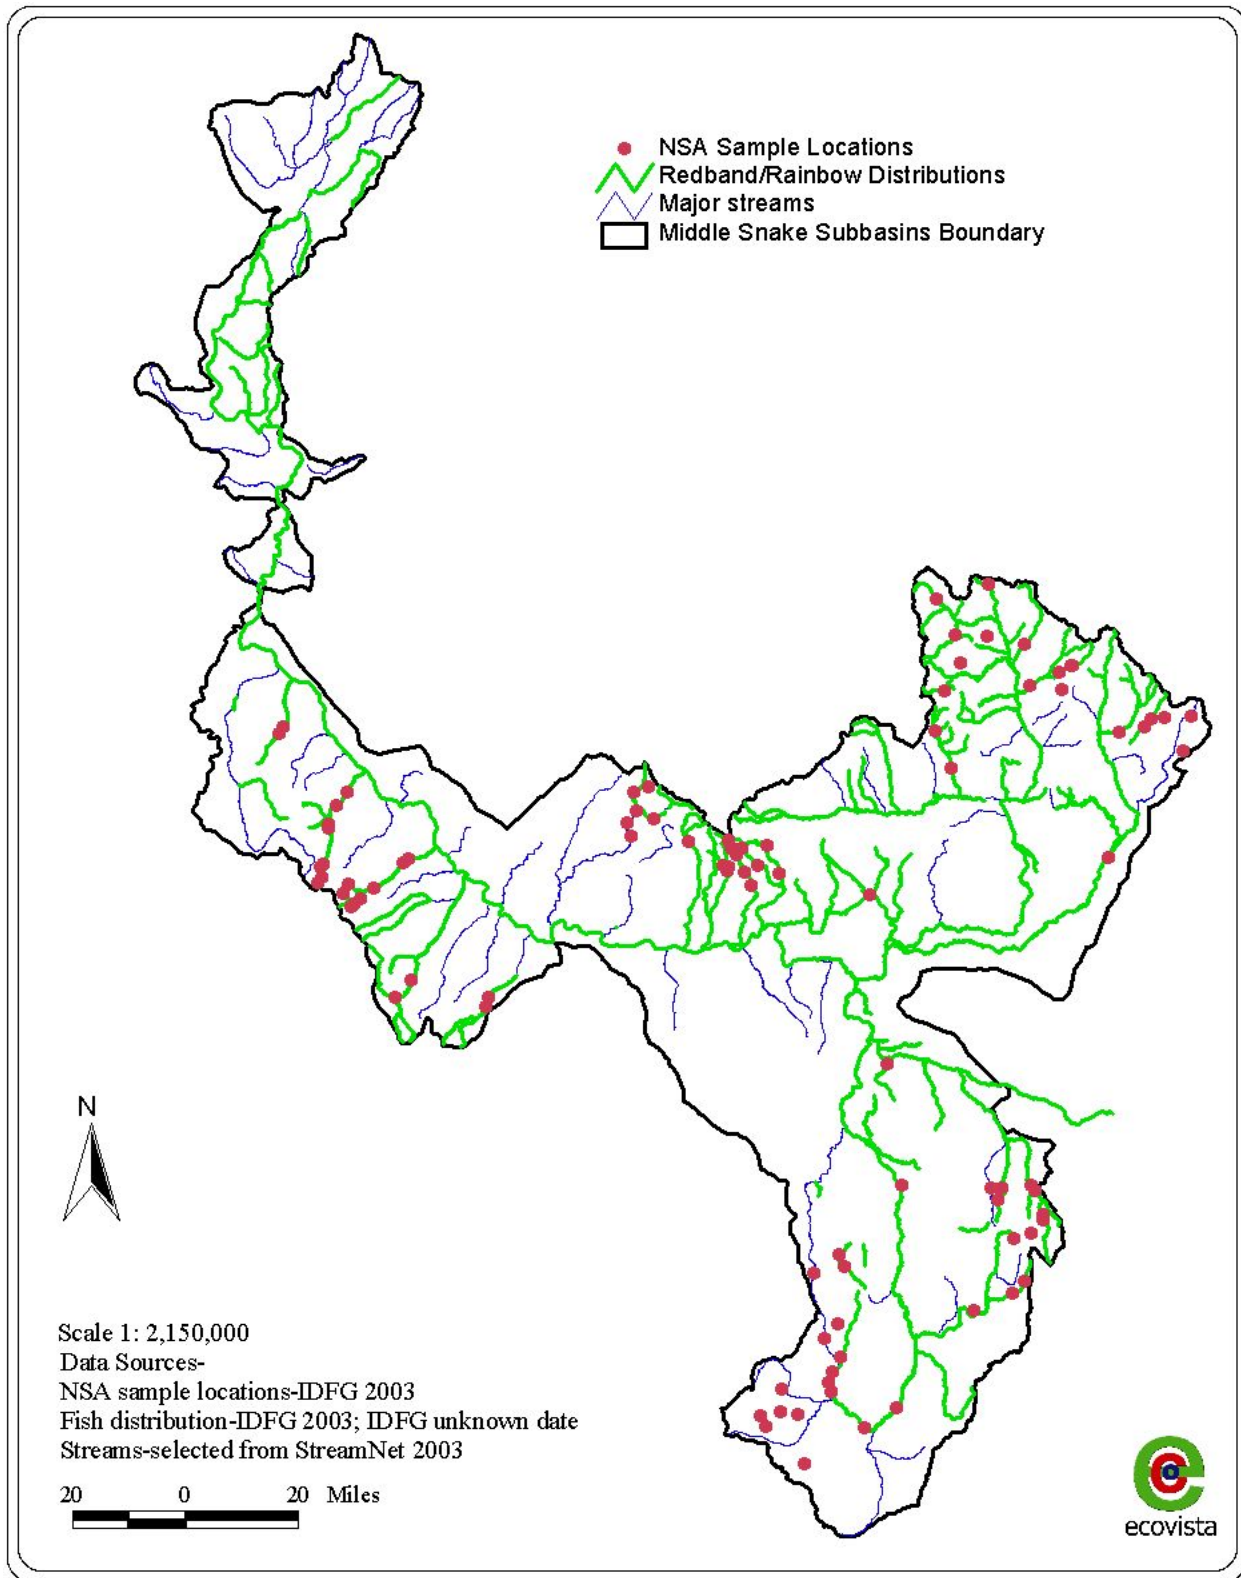 NSA Sample Locations
Redband/Rainbow Distributions
Major streams
Middle Snake Subbasins Boundary
N
Scale 1: 2,150,000
Data Sources-
NSA sample locations-IDFG 2003
Fish distribution-IDFG 2003; IDFG unknown date
Streams-selected from StreamNet 2003
20 0 20 Miles
ecovista